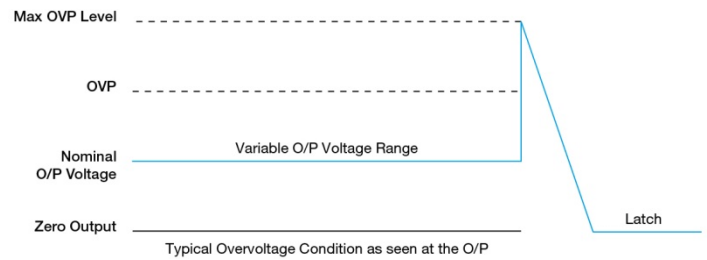 Max OVP Level
OVP
Variable O/P Voltage Range
Nominal
O/P Voltage
Latch
Zero Output
Typical Overvoltage Condition as seen at the O/P